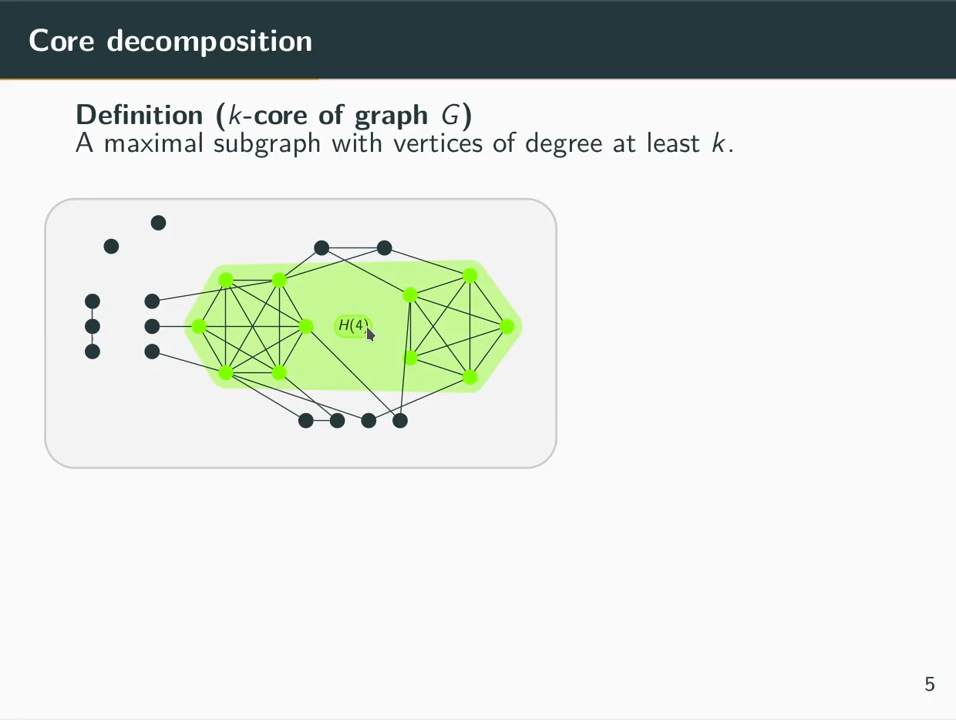 Core decomposition
Definition (k-core of graph G)
A maximal subgraph with vertices of degree at least k.
H(4)
5